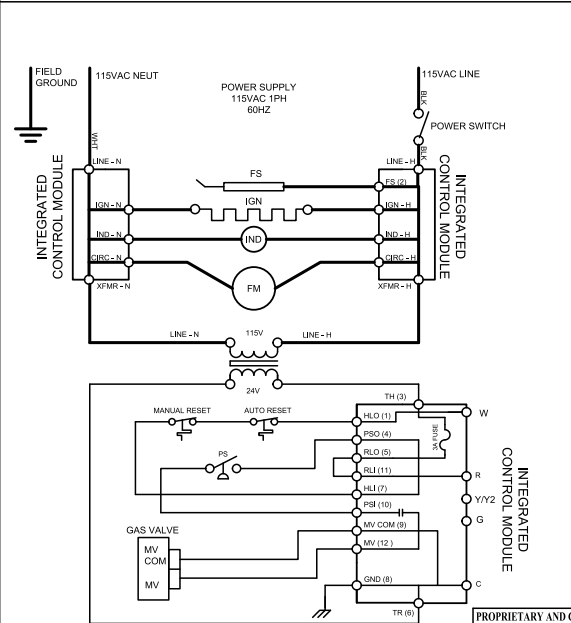 FIELD
GROUND
115VAC NEUT
POWER SUPPLY
115VAC 1PH
60HZ
115VAC LINE
BLK
POWER SWITCH
WHT
BLK
LINE - N
LINE - H
INTEGRATED
CONTROL MODULE
INTEGRATED
CONTROL MODULE
FS
FS (2)
IGN - N
IGN
IGN - H
IND - N
IND
IND - H
CIRC - N
CIRC - H
FM
XFMR - N
XFMR - H
LINE - N
115V
LINE - H
24V
TH (3)
MANUAL RESET
AUTO RESET
HLO (1)
W
PSO (4)
3A FUSE
PS
RLO (5)
RLI (11)
R
HLI (7)
INTEGRATED
CONTROL MODULE
Y/Y2
PSI (10)
G
GAS VALVE
MV COM (9)
MV
COM
MV (12 )
MV
GND (8)
C
TR (6)
PROPRIETARY AND